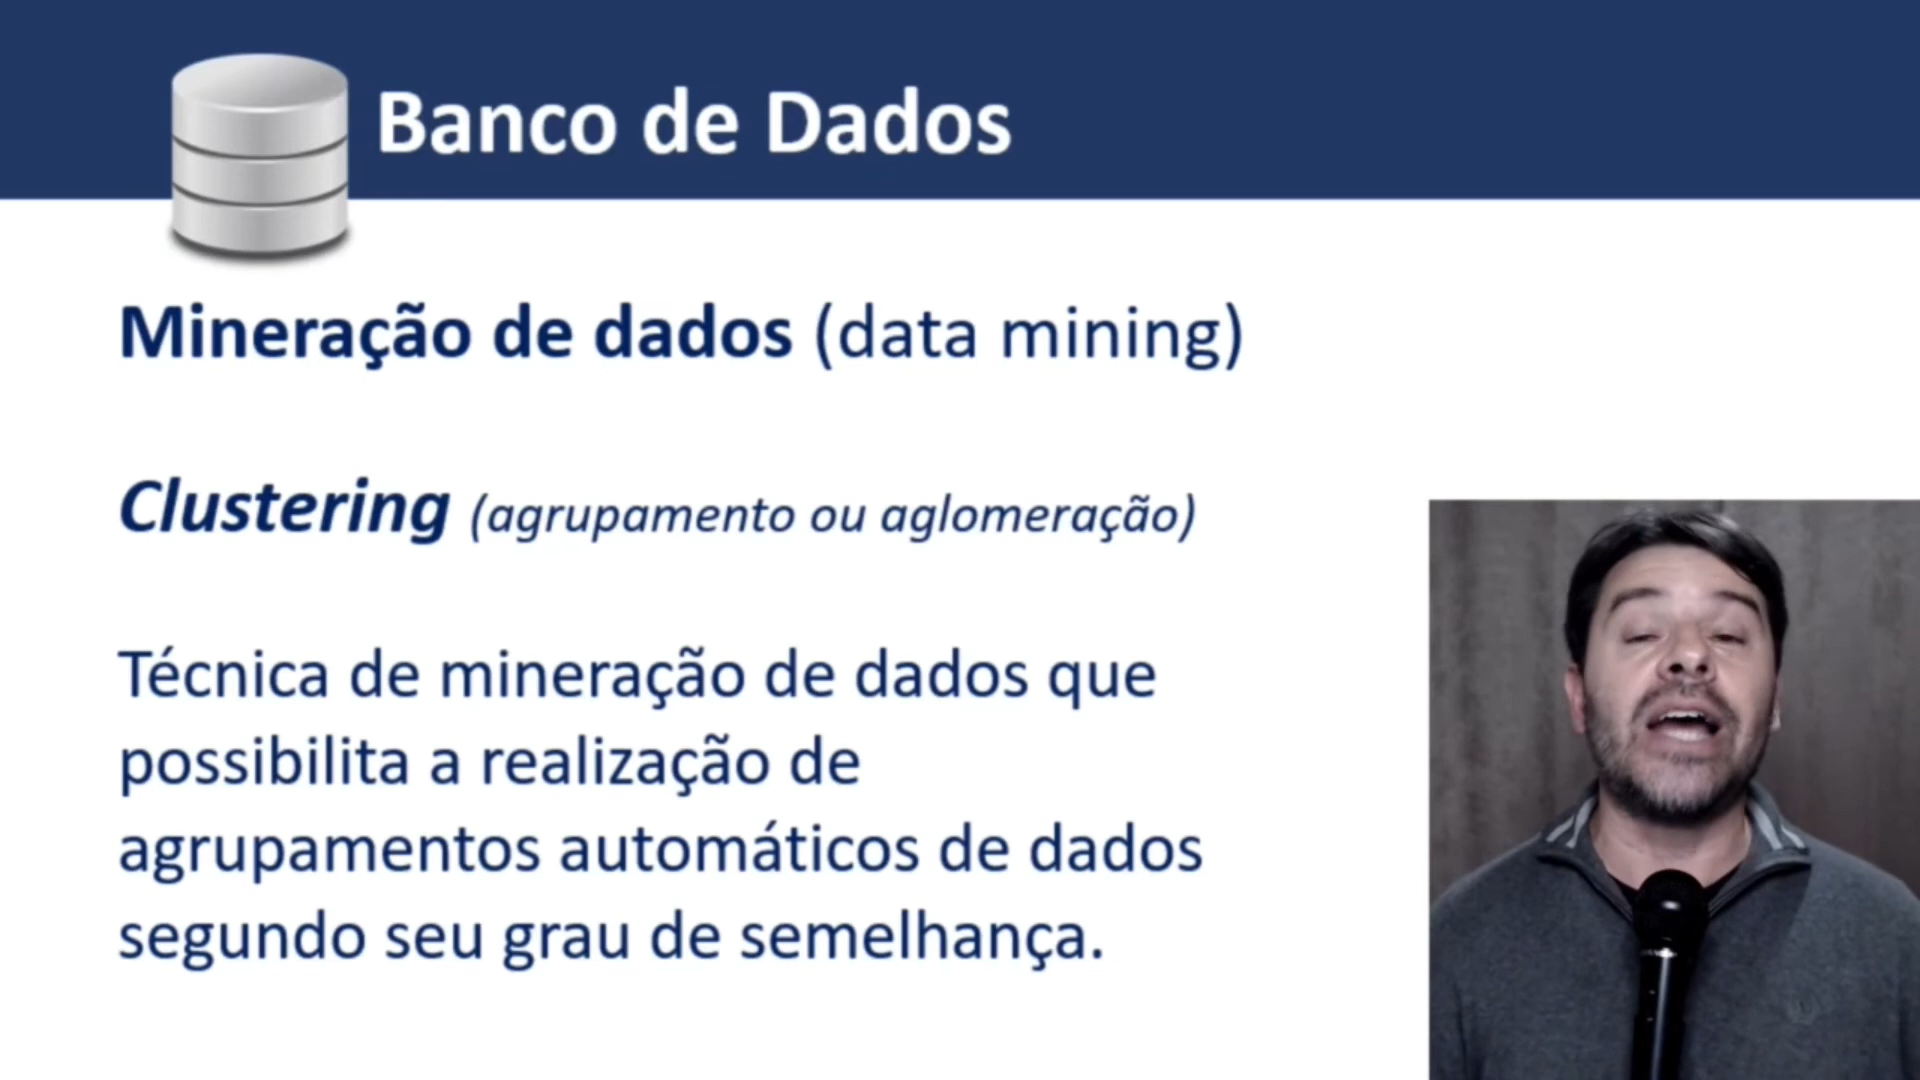 Banco de Dados
Mineração de dados (data mining)
Clustering (agrupamento ou aglomeração)
Técnica de mineração de dados que
possibilita a realização de
agrupamentos automáticos de dados
segundo seu grau de semelhança.